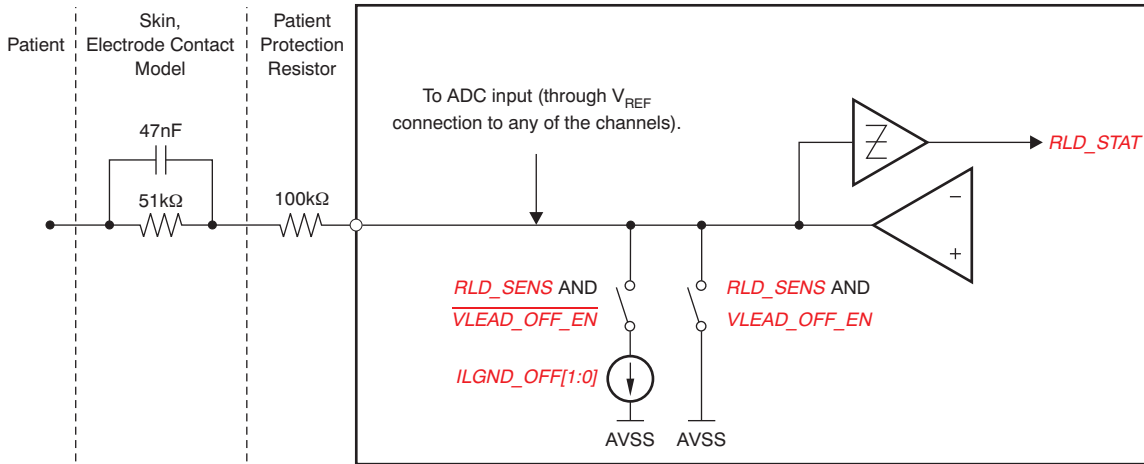 Patient
Skin,
Electrode Contact
Model
Patient
Protection
Resistor
To ADC input (through VREF
connection to any of the channels).
47nF
51kΩ
100kΩ
RLD_STAT
−
+
RLD_SENS AND
VLEAD_OFF_EN
RLD_SENS AND
VLEAD_OFF_EN
ILGND_OFF[1:0]
AVSS
AVSS